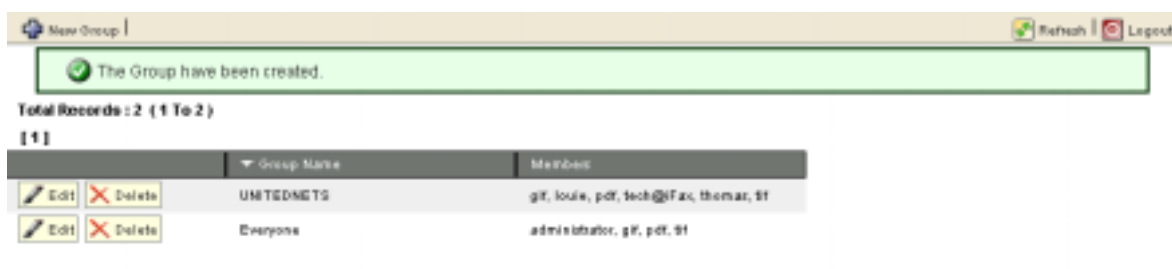 New Group
Refresh | Logout
The Group have been created.
Total Records : 2 ( 1 To 2 )
[ 1 ]
Group Name Members
Edit Delete UNITEDNETS gif, louie, pdf, tech@iFax, thomas, tif
Edit Delete Everyone administrator, gif, pdf, tif